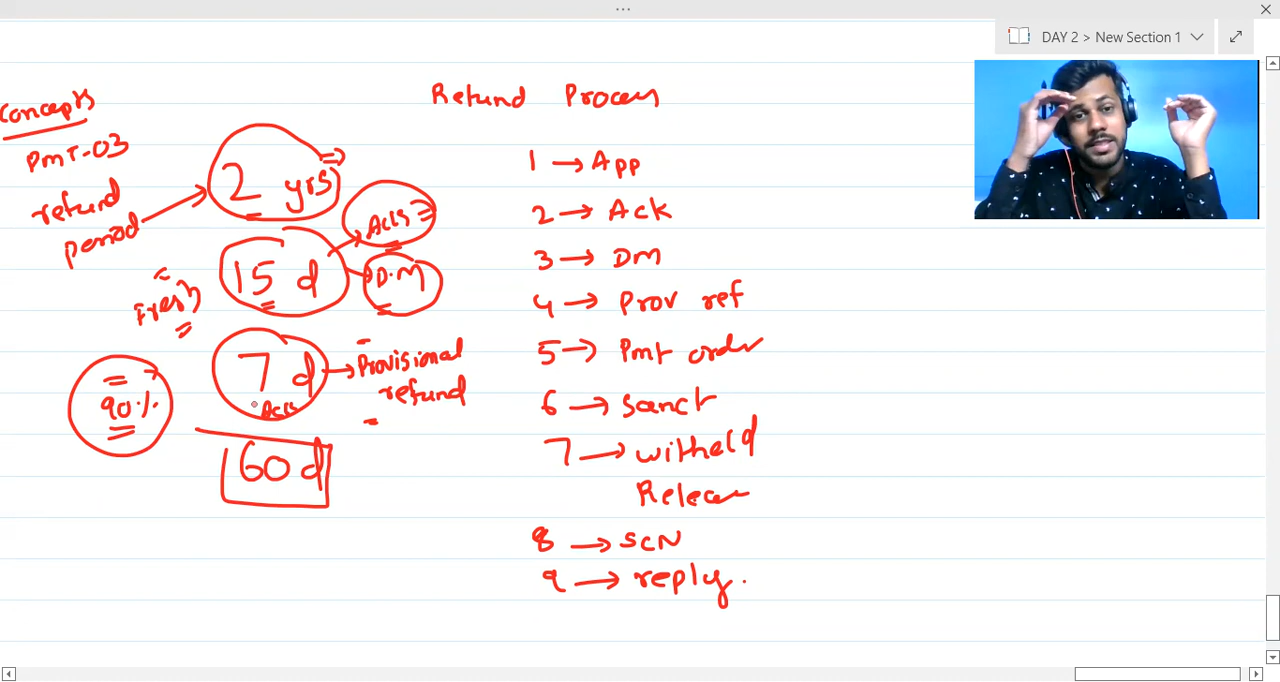 DAY 2 > New Section 1
Concepts
PMT-03
refund
period
2 yrs
15 d
Ack
D.M
Fresh
7 d
Ack
Provisional
refund
90%
60 d
Refund Process
1 → App
2 → Ack
3 → DM
4 → Prov ref
5 → Pmt order
6 → Sanct
7 → witheld
Release
8 → SCN
9 → reply.